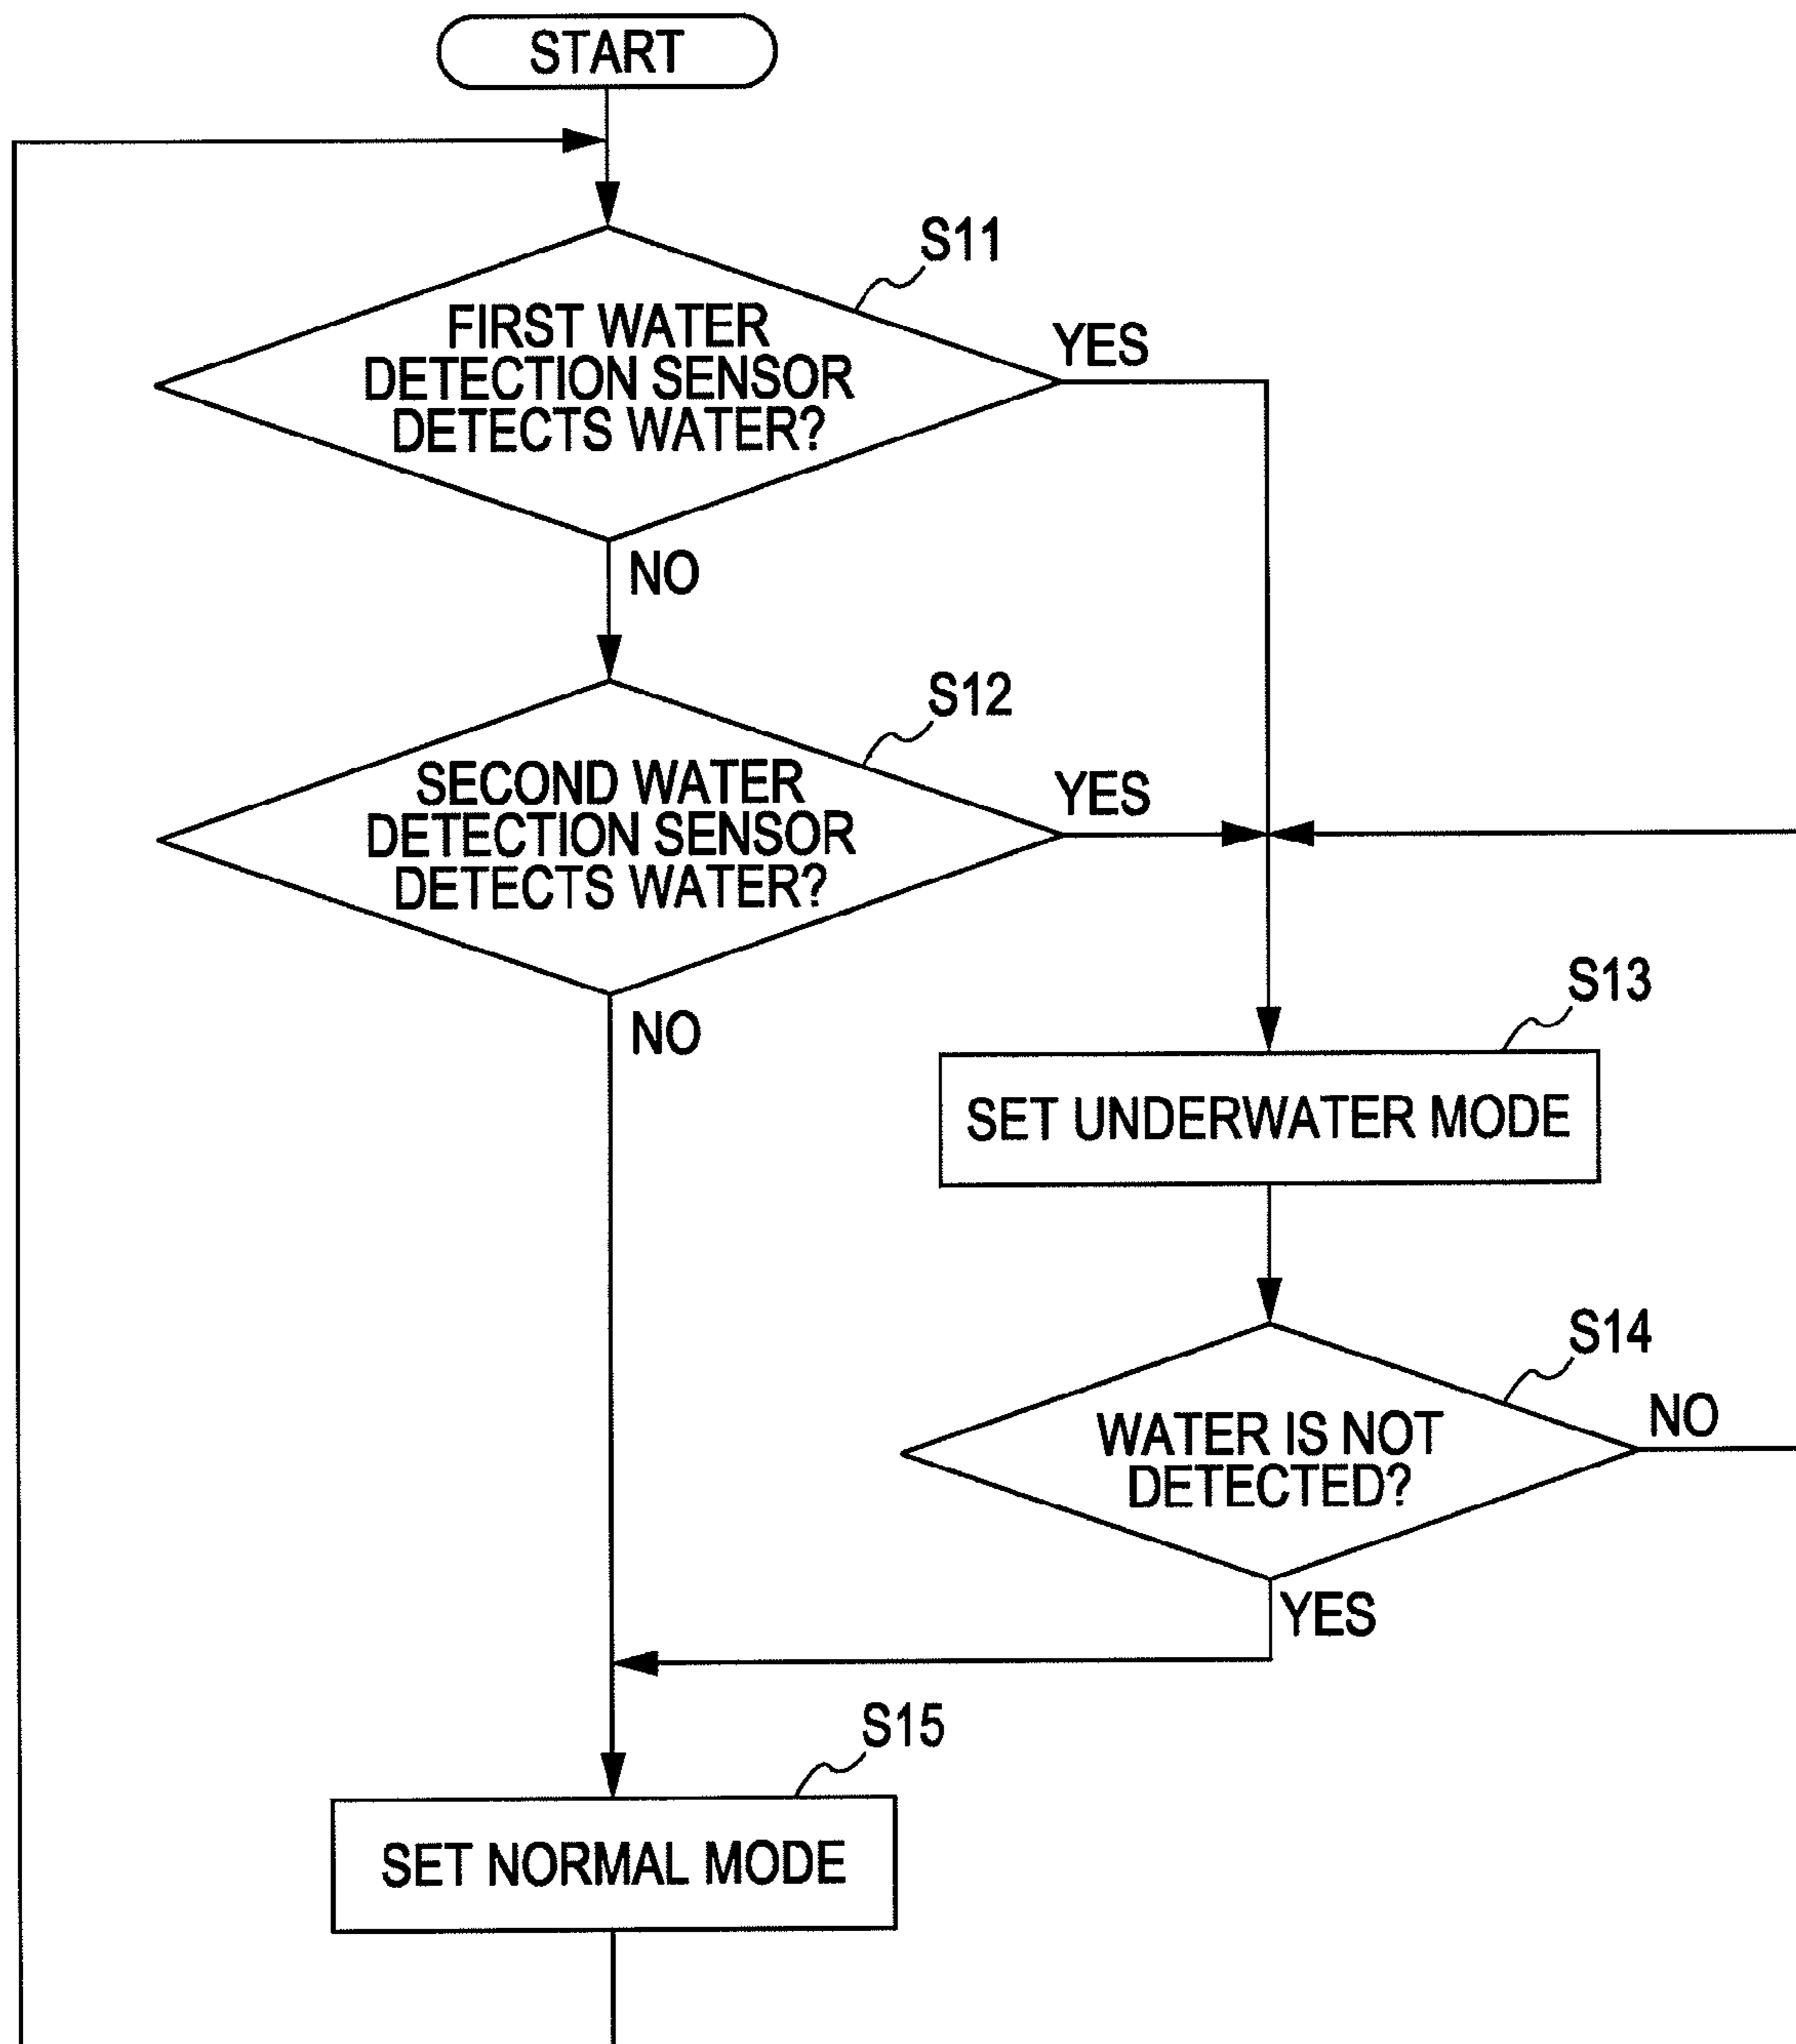 START
S11
FIRST WATER
DETECTION SENSOR
DETECTS WATER?
YES
NO
S12
SECOND WATER
DETECTION SENSOR
DETECTS WATER?
YES
NO
S13
SET UNDERWATER MODE
S14
WATER IS NOT
DETECTED?
NO
YES
S15
SET NORMAL MODE